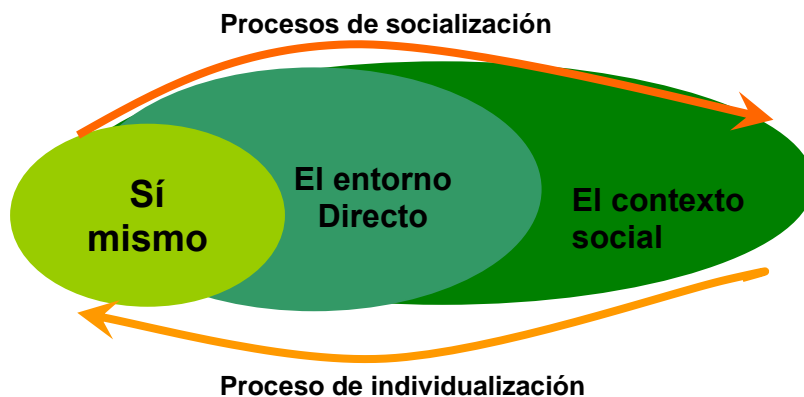 Procesos de socialización
Sí
mismo
El entorno
Directo
El contexto
social
Proceso de individualización